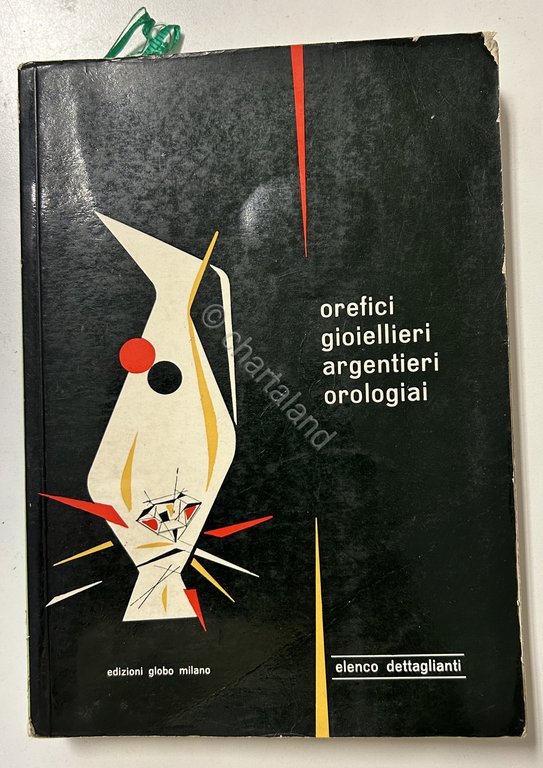 orefici
gioiellieri
argentieri
orologiai
© chartaland
edizioni globo milano
elenco dettaglianti